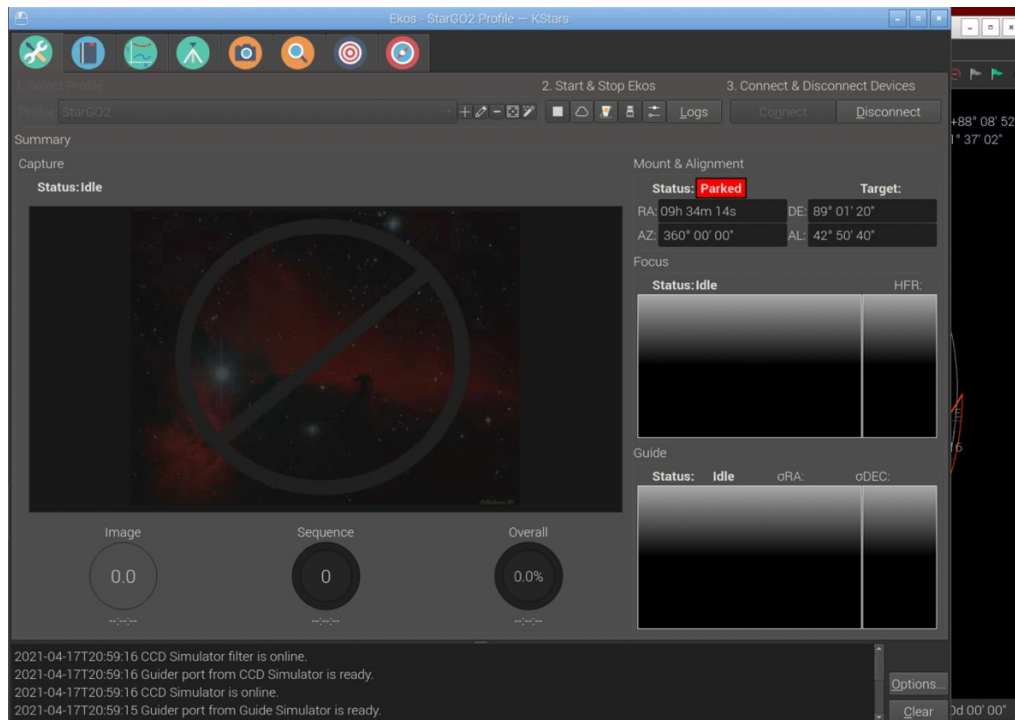 Ekos - StarGO2 Profile — KStars
1. Select Profile
2. Start & Stop Ekos
3. Connect & Disconnect Devices
Profile: StarGO2
Logs
Connect
Disconnect
+88° 08' 52
1° 37' 02"
Summary
Capture
Status: Idle
Mount & Alignment
Status: Parked
Target:
RA: 09h 34m 14s
DE: 89° 01' 20"
AZ: 360° 00' 00"
AL: 42° 50' 40"
Focus
Status: Idle
HFR:
Guide
Status: Idle
σRA:
σDEC:
Image
Sequence
Overall
0.0
0
0.0%
--:--:--
--:--:--
--:--:--
2021-04-17T20:59:16 CCD Simulator filter is online.
2021-04-17T20:59:16 Guider port from CCD Simulator is ready.
2021-04-17T20:59:16 CCD Simulator is online.
2021-04-17T20:59:15 Guider port from Guide Simulator is ready.
Options...
Clear
0d 00' 00"